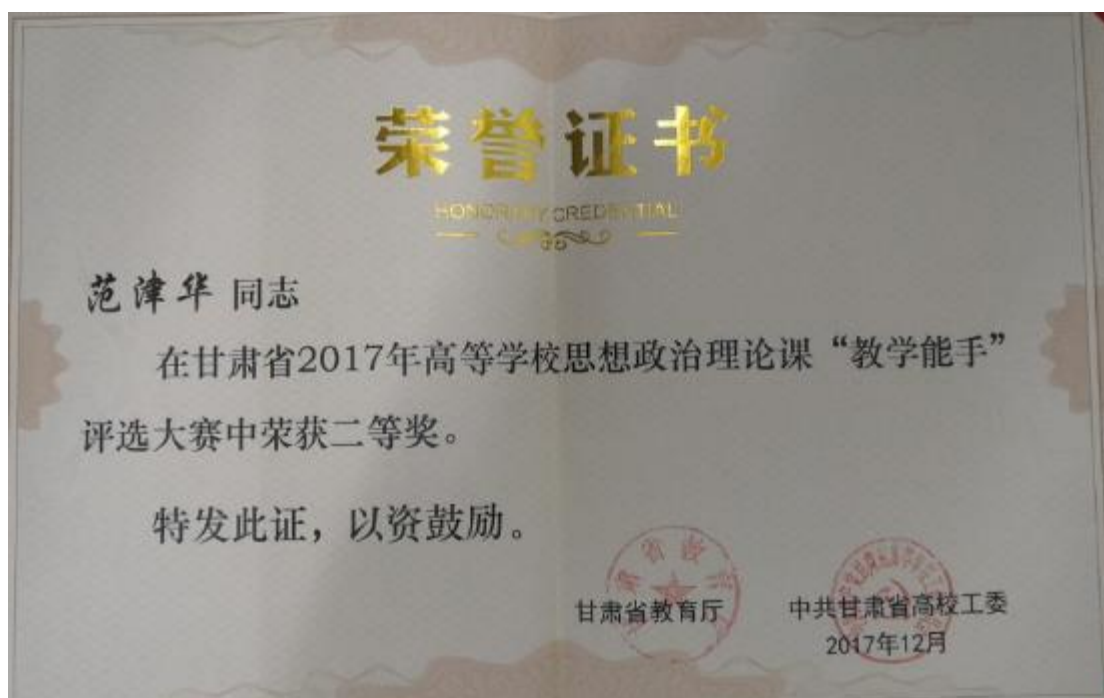 荣誉证书
HONORARY CREDENTIAL
范津华 同志
在甘肃省2017年高等学校思想政治理论课“教学能手”
评选大赛中荣获二等奖。
特发此证，以资鼓励。
甘肃省教育厅 中共甘肃省高校工委
2017年12月